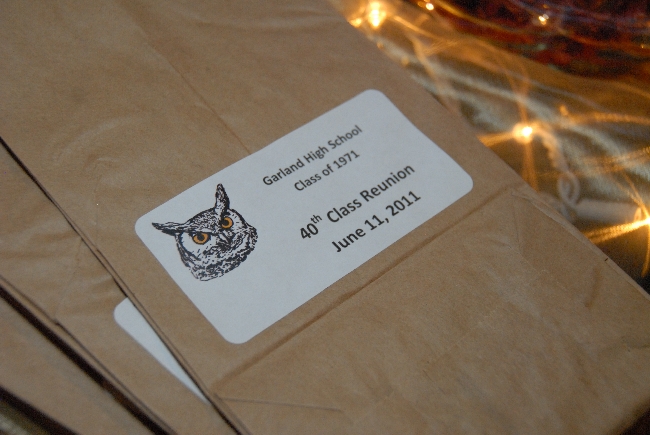 Garland High School
Class of 1971
40th Class Reunion
June 11, 2011